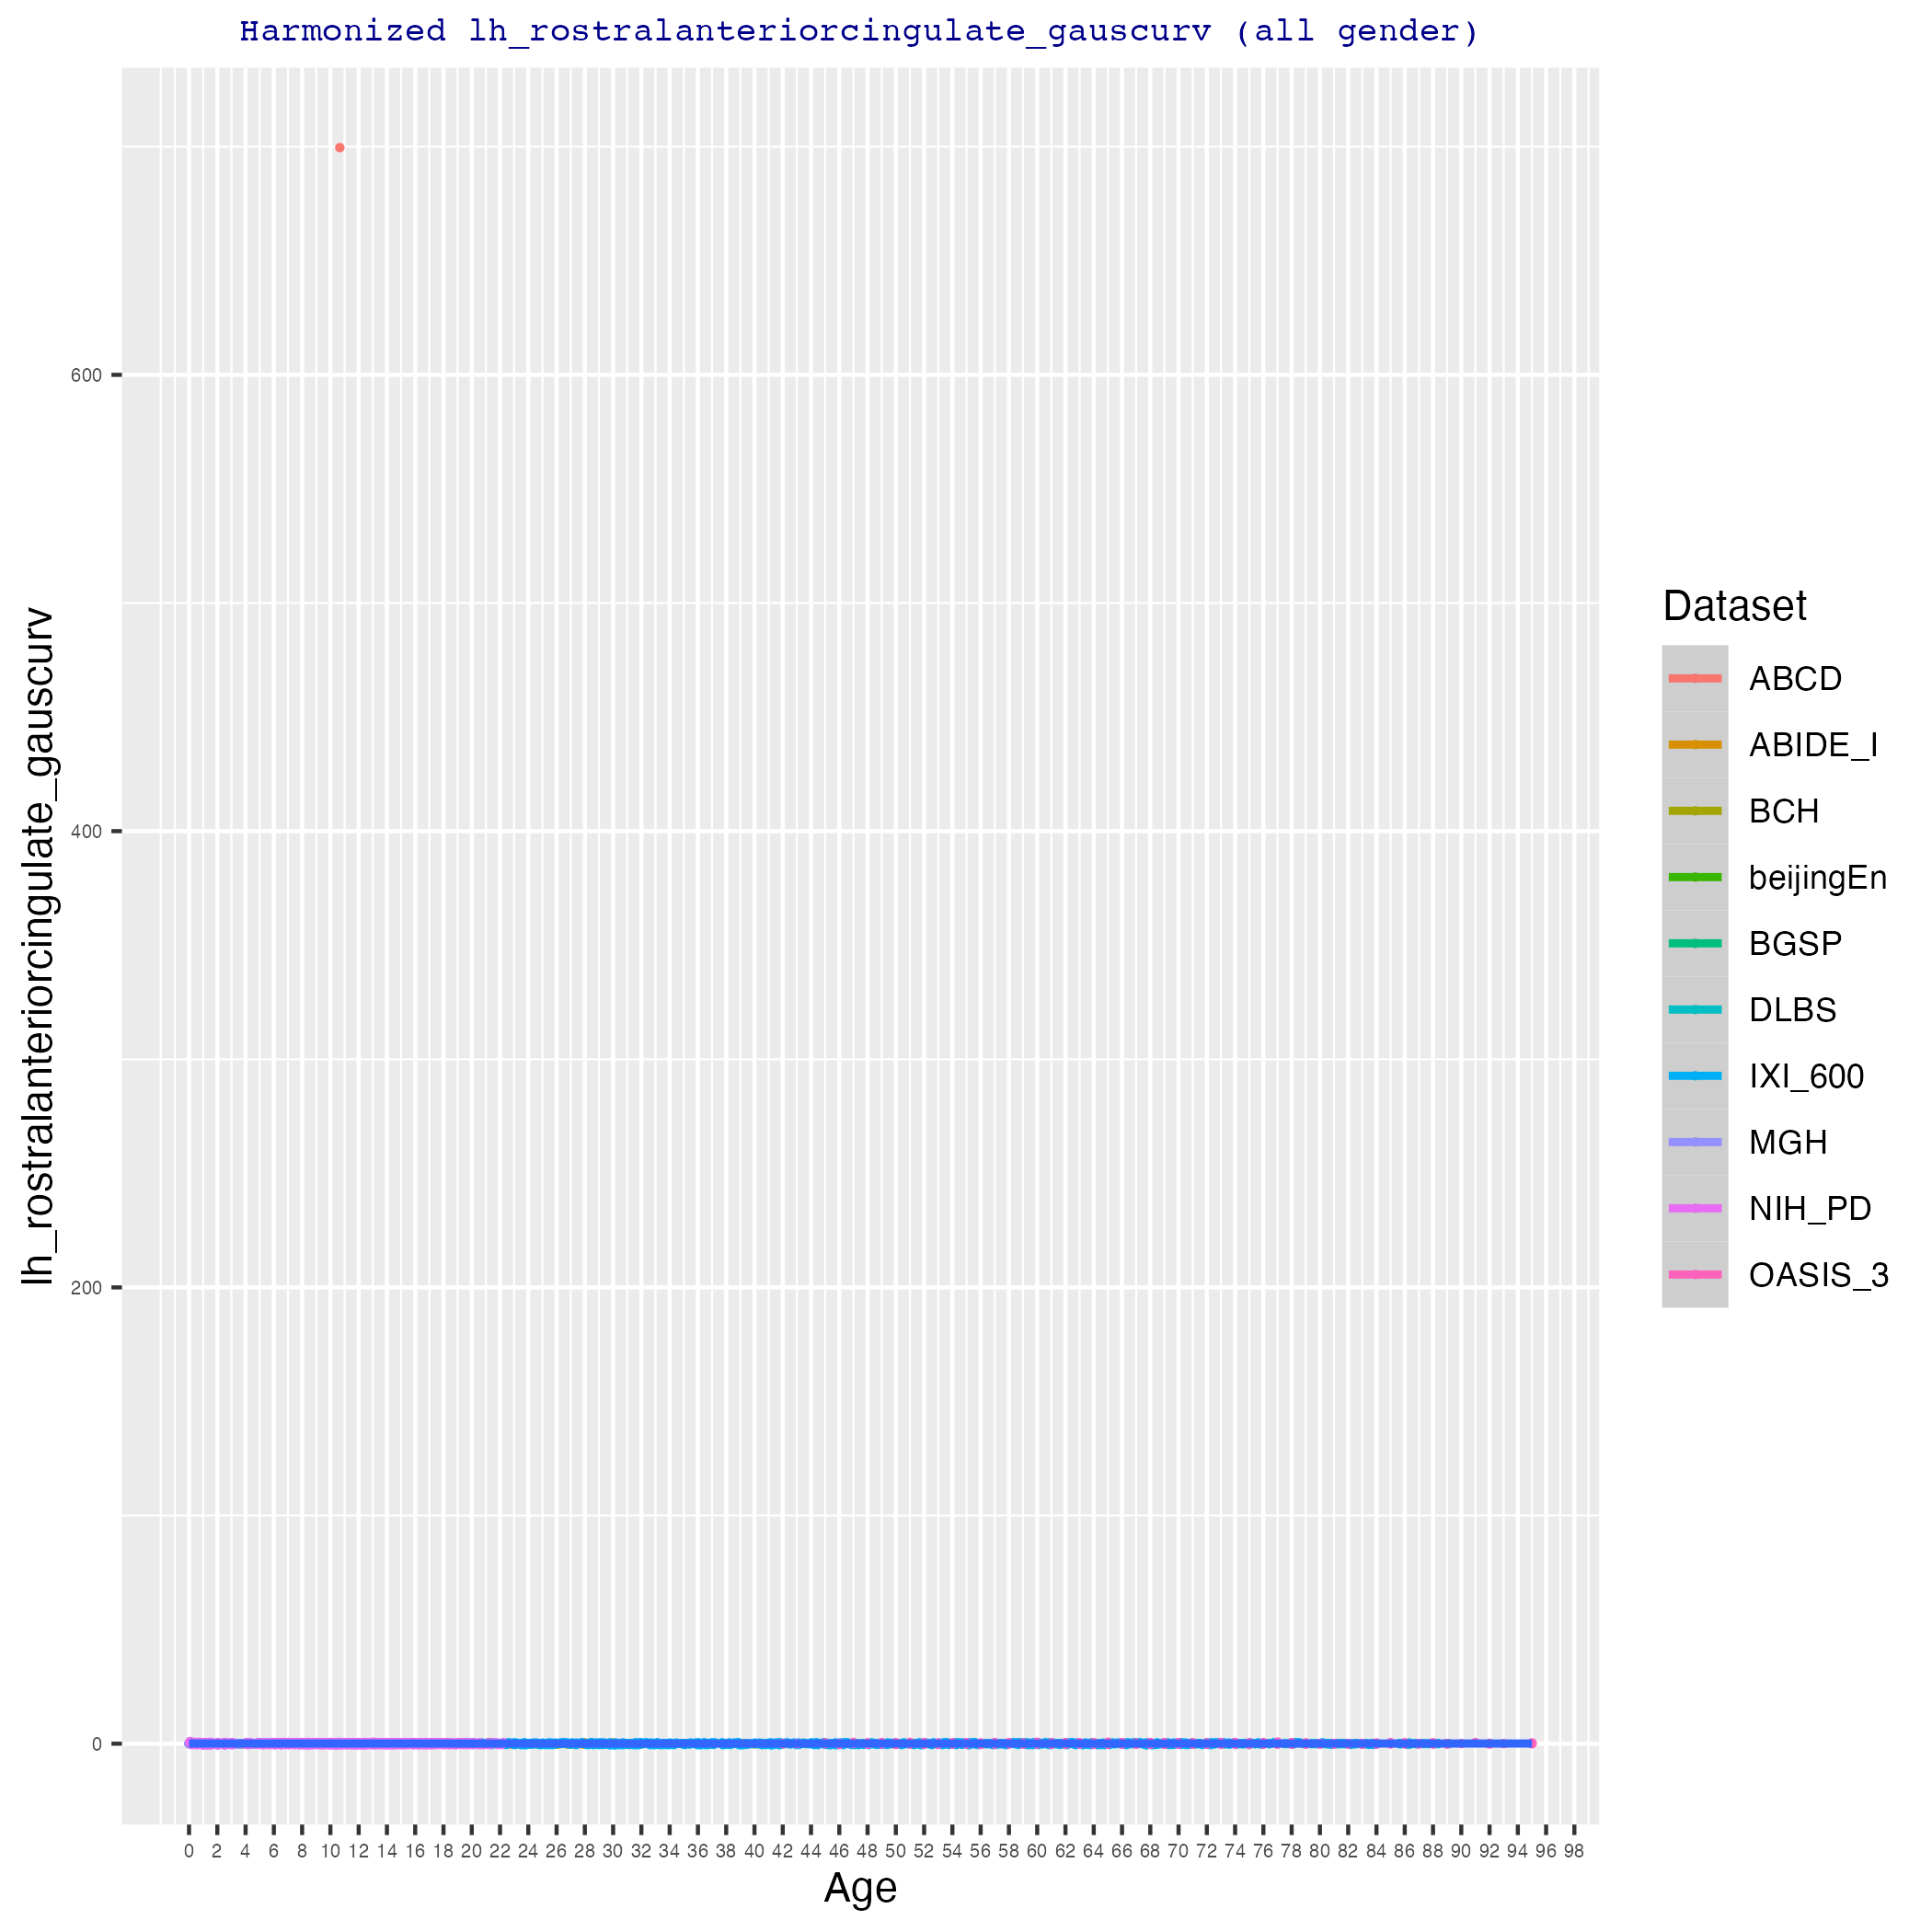 Harmonized lh_rostralanteriorcingulate_gauscurv (all gender)
lh_rostralanteriorcingulate_gauscurv
600
400
200
0
0 2 4 6 8 10 12 14 16 18 20 22 24 26 28 30 32 34 36 38 40 42 44 46 48 50 52 54 56 58 60 62 64 66 68 70 72 74 76 78 80 82 84 86 88 90 92 94 96 98
Age
Dataset
ABCD
ABIDE_I
BCH
beijingEn
BGSP
DLBS
IXI_600
MGH
NIH_PD
OASIS_3